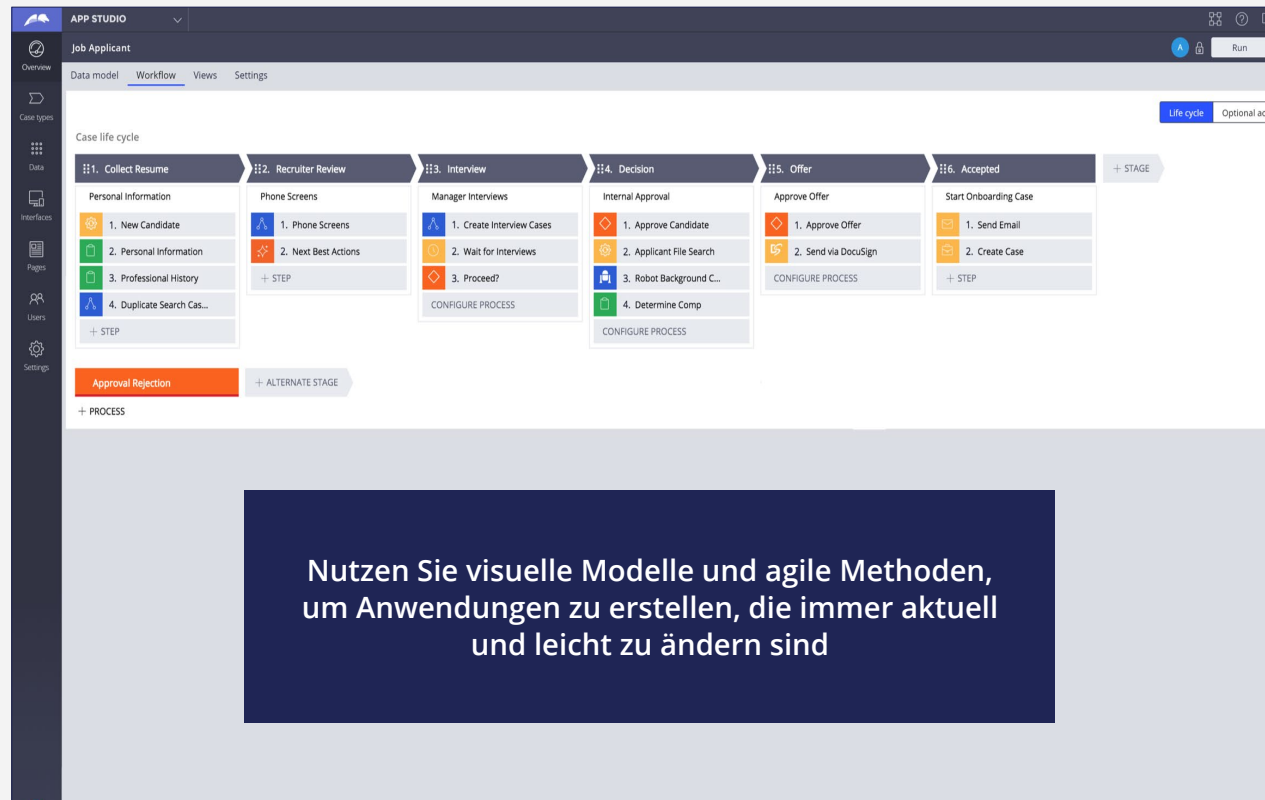 APP STUDIO
Job Applicant
A
Run
Overview
Data model Workflow Views Settings
Case types
Life cycle Optional ac
Case life cycle
Data
1. Collect Resume
2. Recruiter Review
3. Interview
4. Decision
5. Offer
6. Accepted
+ STAGE
Personal Information
1. New Candidate
2. Personal Information
3. Professional History
4. Duplicate Search Cas...
+ STEP
Phone Screens
1. Phone Screens
2. Next Best Actions
+ STEP
Manager Interviews
1. Create Interview Cases
2. Wait for Interviews
3. Proceed?
CONFIGURE PROCESS
Internal Approval
1. Approve Candidate
2. Applicant File Search
3. Robot Background C...
4. Determine Comp
CONFIGURE PROCESS
Approve Offer
1. Approve Offer
2. Send via DocuSign
CONFIGURE PROCESS
Start Onboarding Case
1. Send Email
2. Create Case
+ STEP
Interfaces
Pages
Users
Settings
Approval Rejection
+ ALTERNATE STAGE
+ PROCESS
Nutzen Sie visuelle Modelle und agile Methoden,
um Anwendungen zu erstellen, die immer aktuell
und leicht zu ändern sind